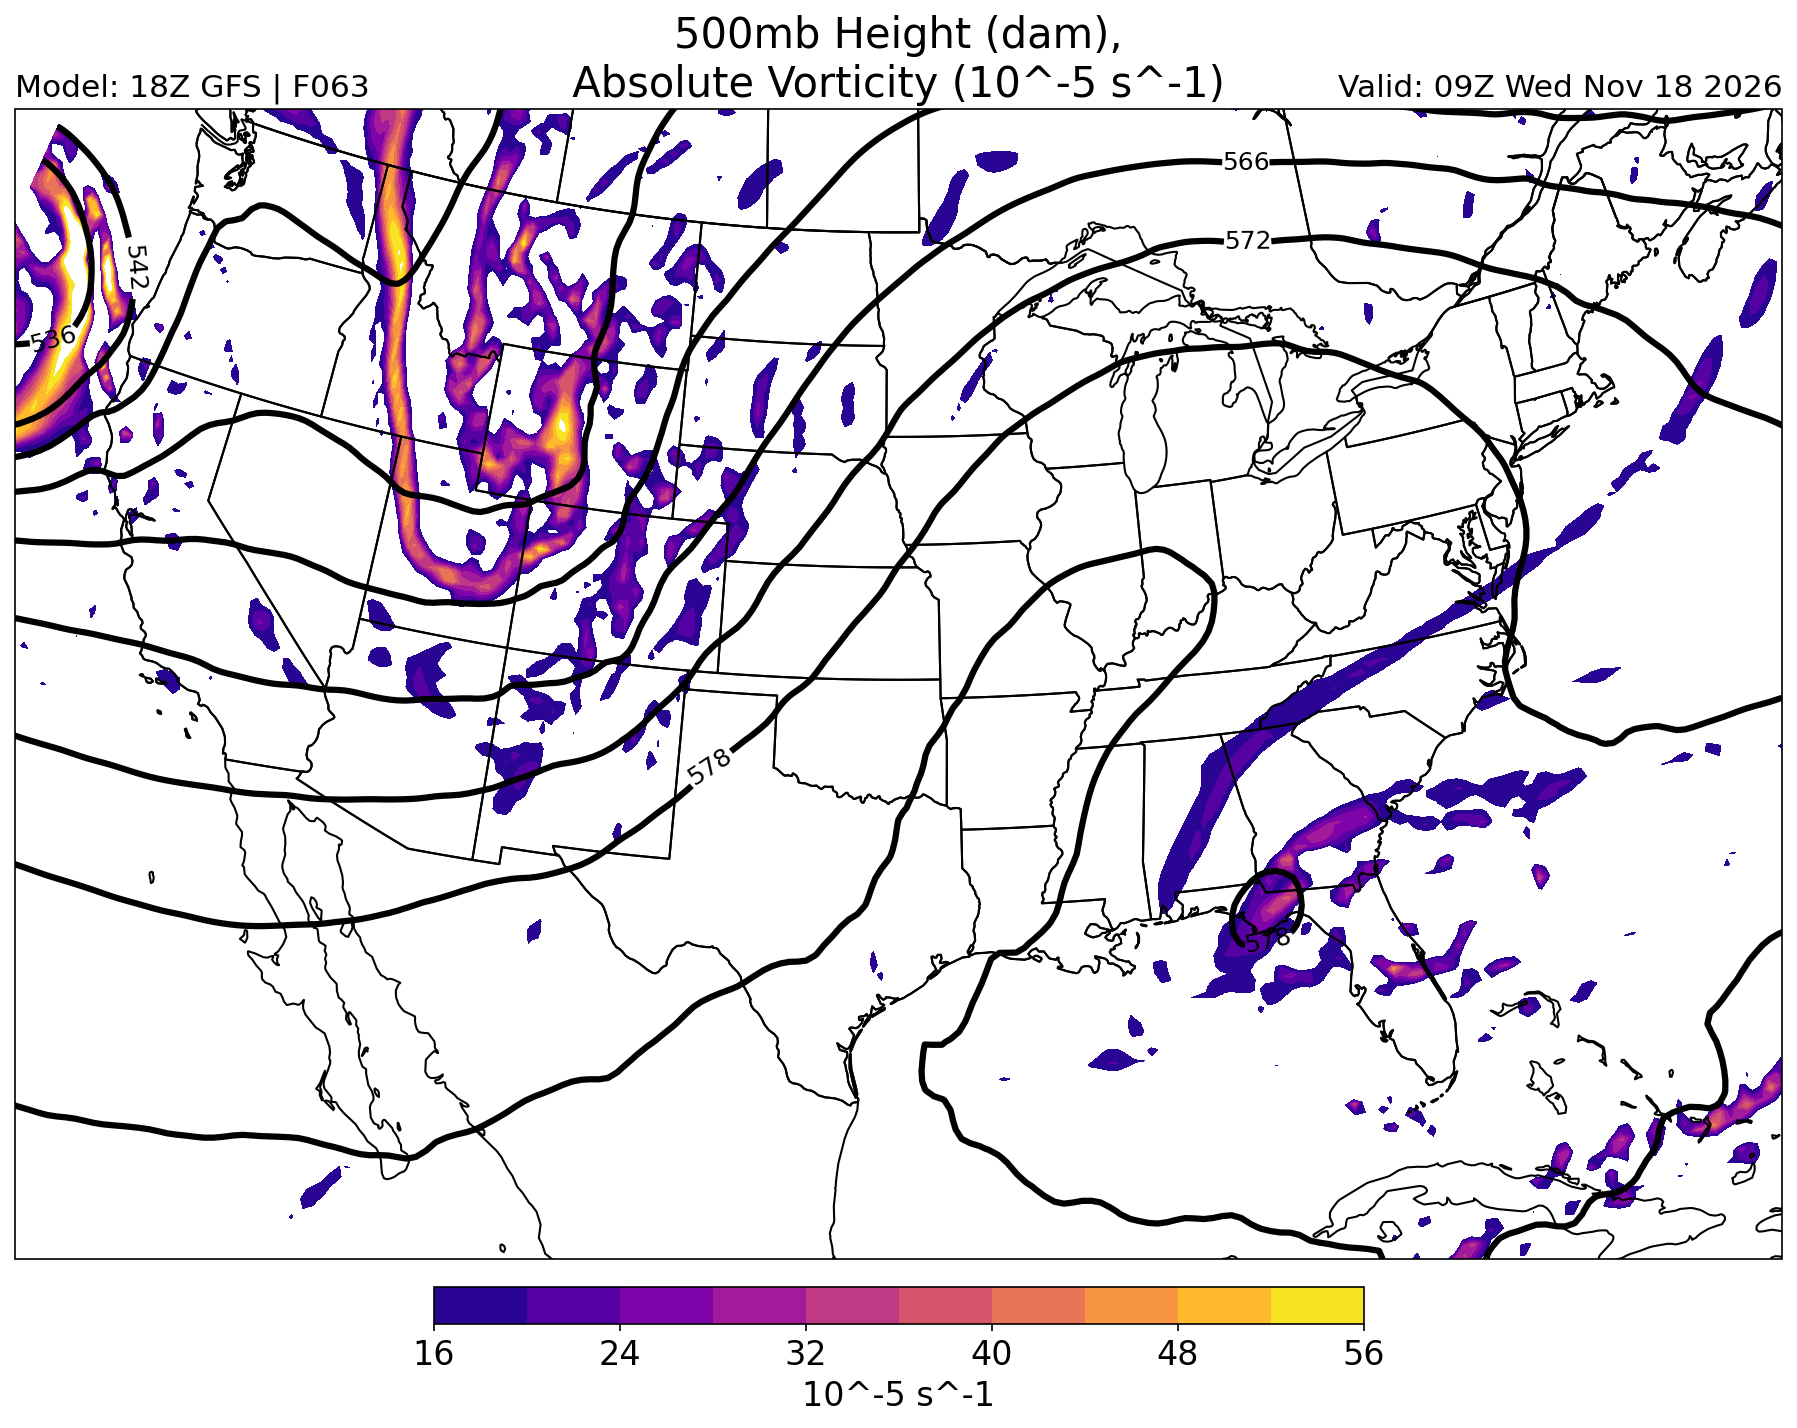 500mb Height (dam),
Model: 18Z GFS | F063
Absolute Vorticity (10^-5 s^-1)
Valid: 09Z Wed Nov 18 2026
566
572
542
536
578
578
16 24 32 40 48 56
10^-5 s^-1